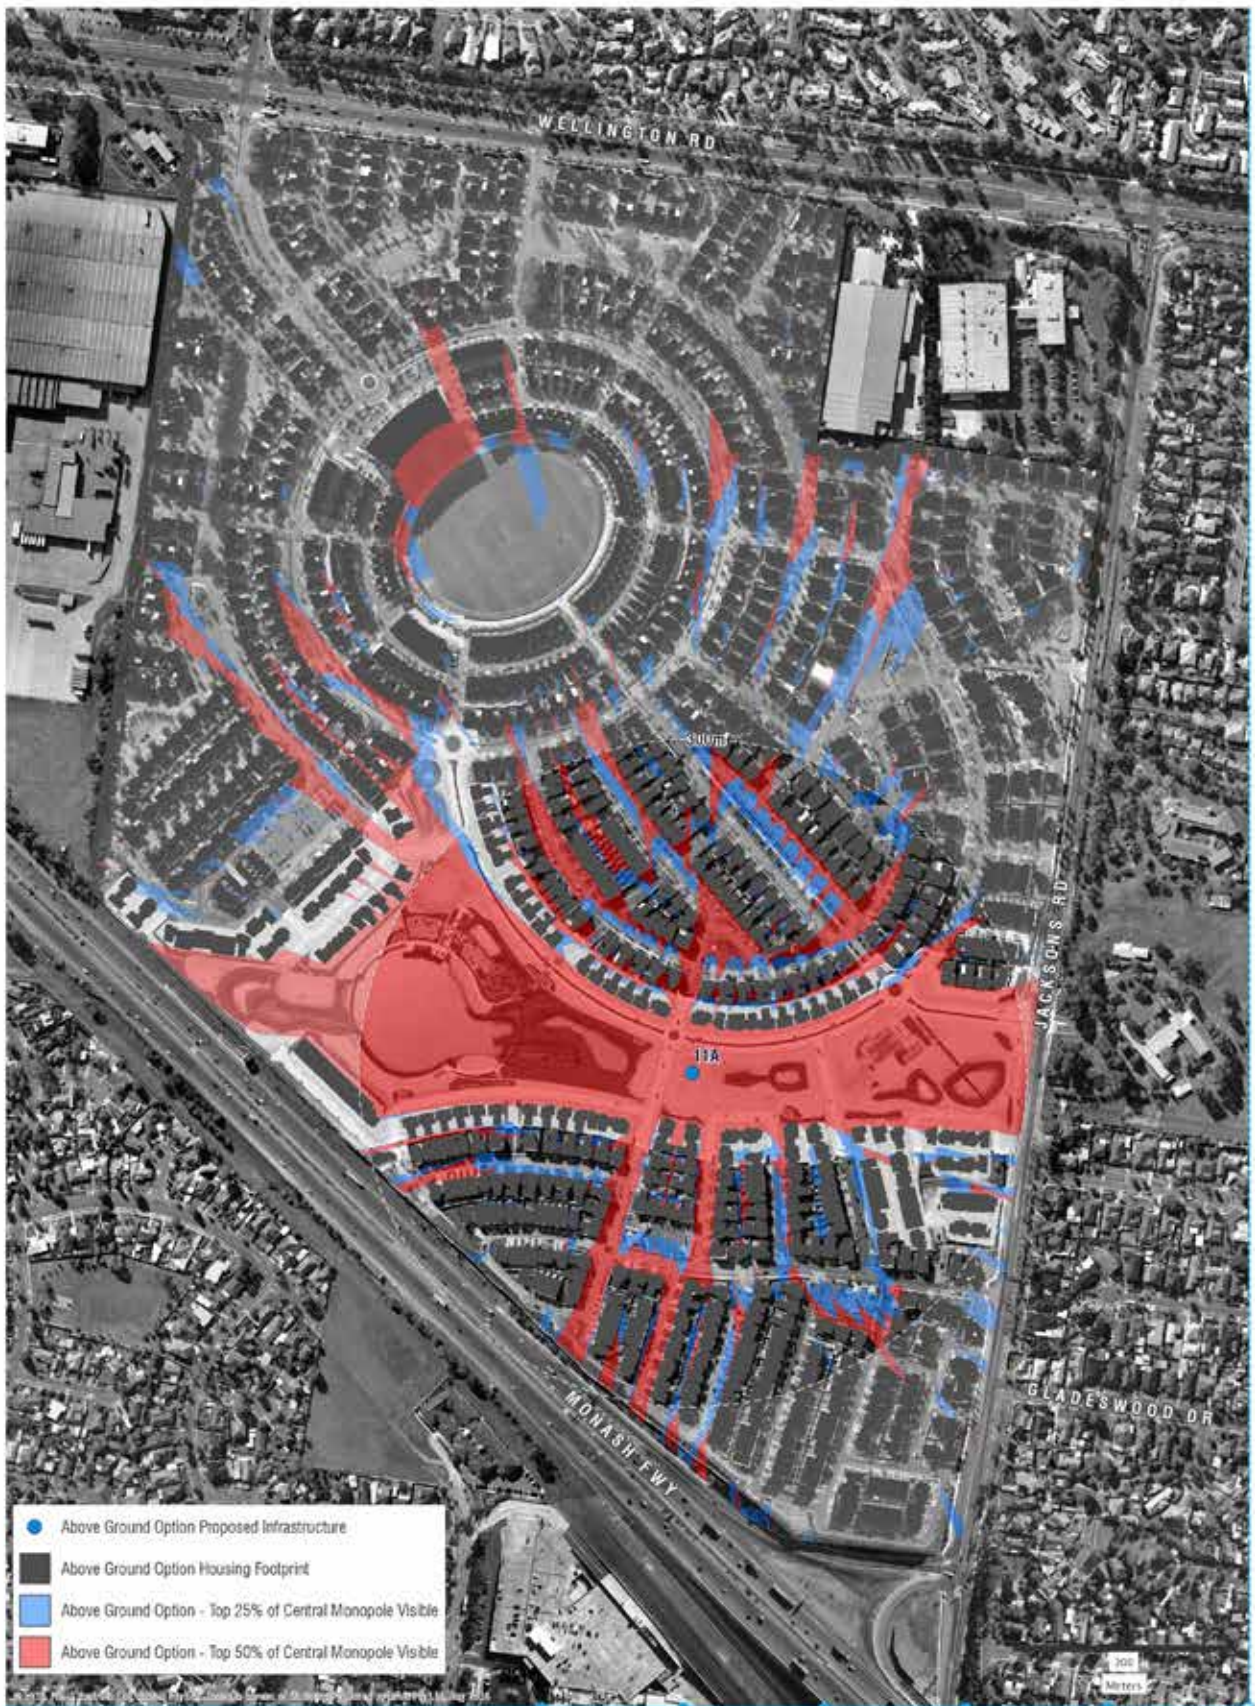 WELLINGTON RD
300m
JACKSONS RD
11A
GLADESWOOD DR
MONASH FWY
Above Ground Option Proposed Infrastructure
Above Ground Option Housing Footprint
Above Ground Option - Top 25% of Central Monopole Visible
Above Ground Option - Top 50% of Central Monopole Visible
200
Meters